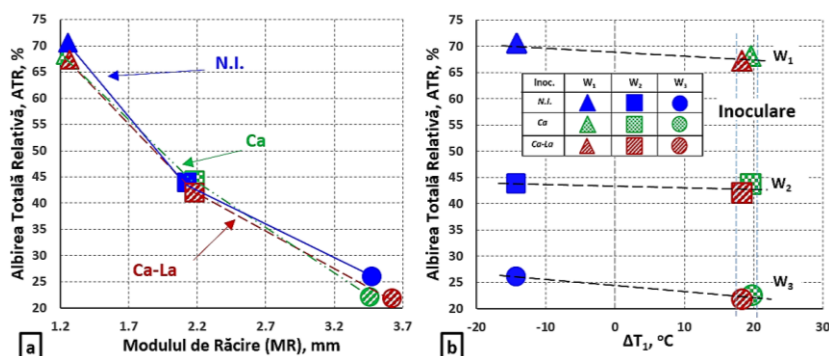 Albirea Totală Relativă, ATR, %
75
70
65
60
55
50
45
40
35
30
25
20
N.I.
Ca
Ca-La
a
1.2 1.7 2.2 2.7 3.2 3.7
Modulul de Răcire (MR), mm
Albirea Totală Relativă, ATR, %
75
70
65
60
55
50
45
40
35
30
25
20
W₁
Inoc. W₁ W₂ W₁
N.I.
Ca
Ca-La
Inoculare
W₂
W₃
b
-20 -10 0 10 20 30
ΔT₁, °C